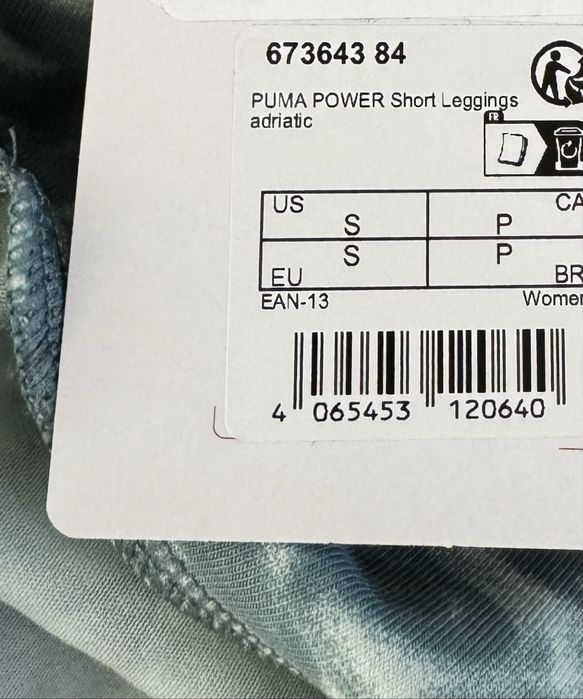 673643 84
PUMA POWER Short Leggings
adriatic
FR
US S P CA
EU S P BR
EAN-13 Women
4 065453 120640